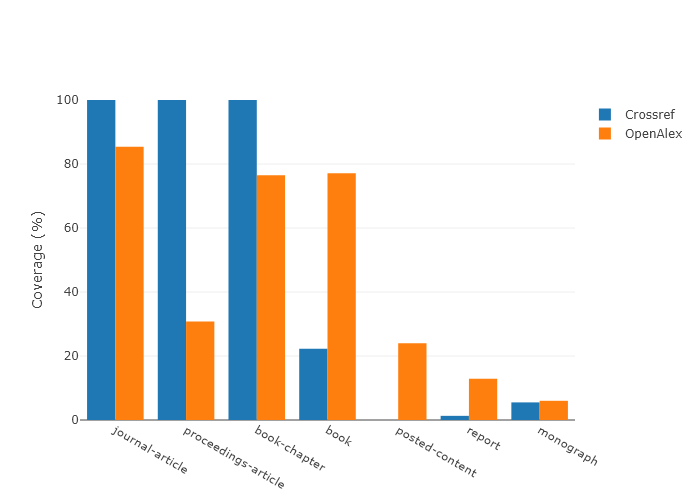 100
80
60
40
20
0
Coverage (%)
journal-article
proceedings-article
book-chapter
book
posted-content
report
monograph
Crossref
OpenAlex